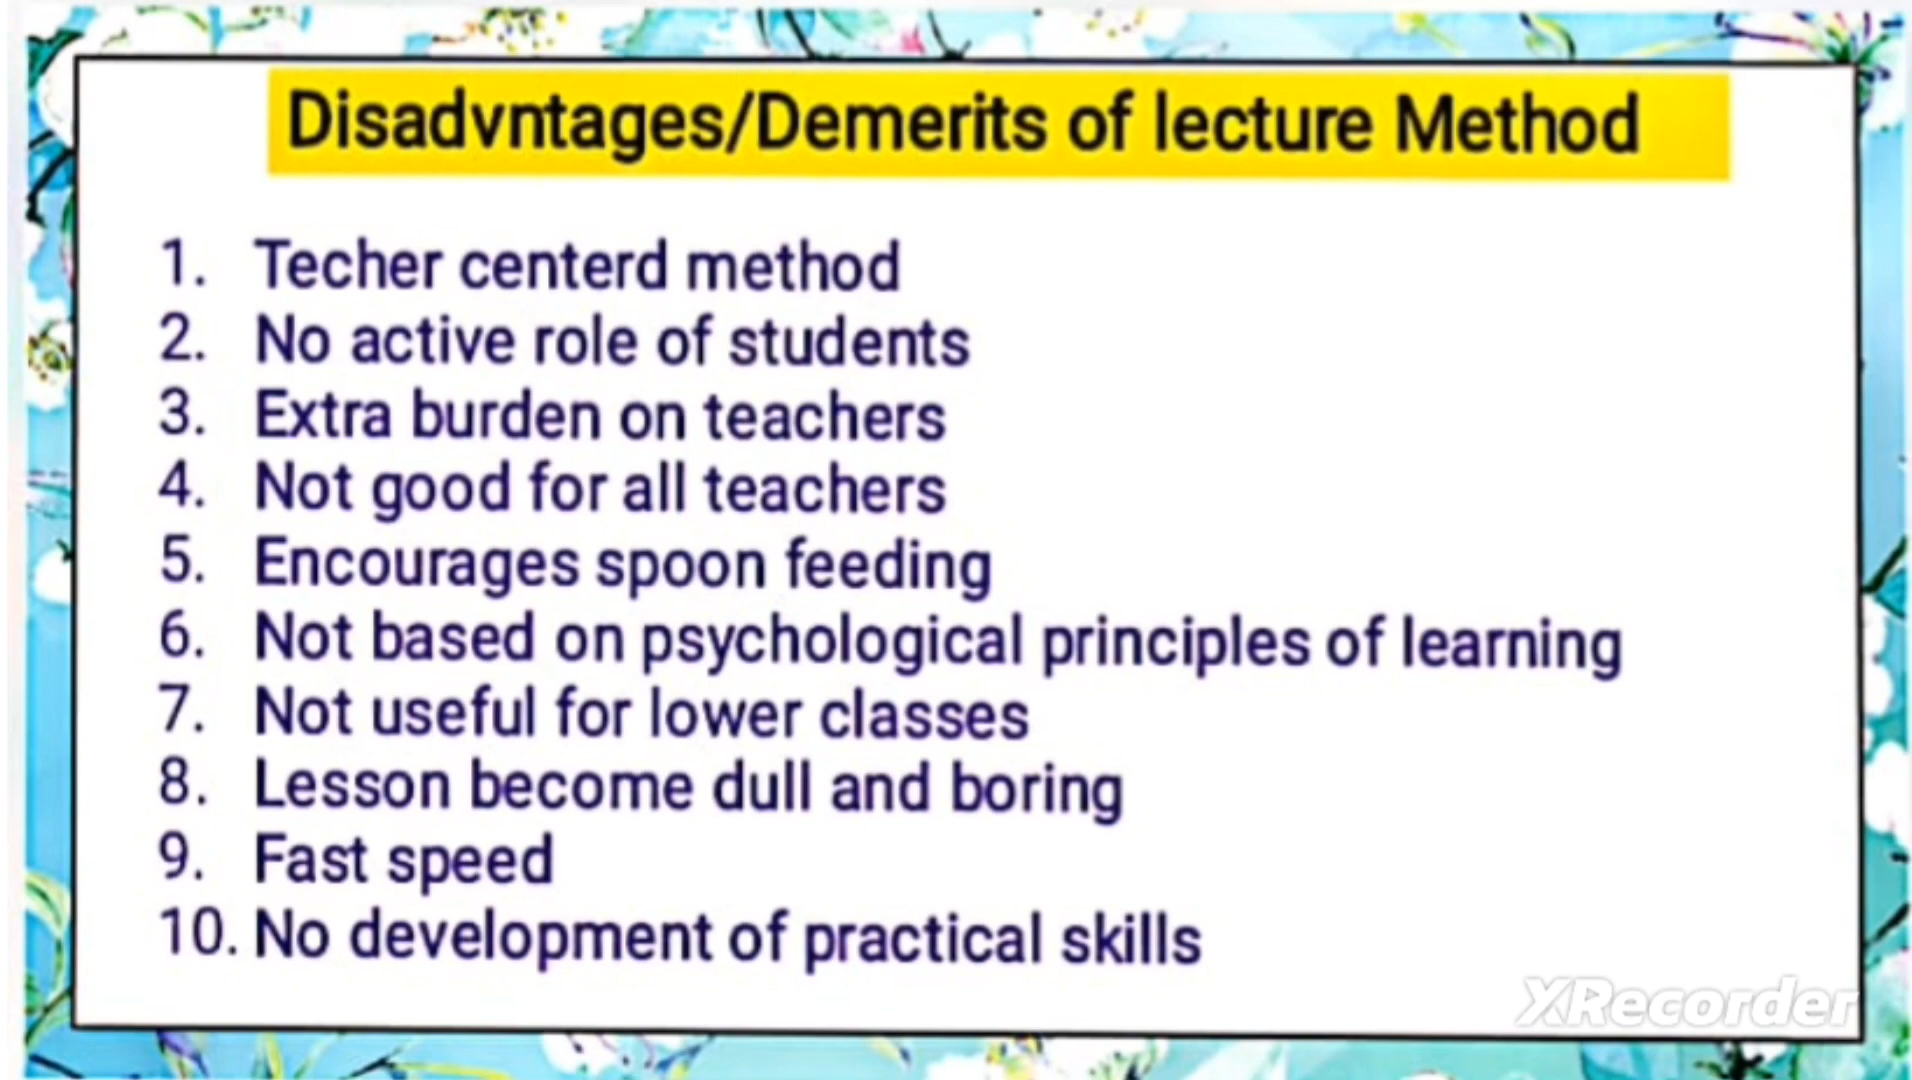 Disadvntages/Demerits of lecture Method
1. Techer centerd method
2. No active role of students
3. Extra burden on teachers
4. Not good for all teachers
5. Encourages spoon feeding
6. Not based on psychological principles of learning
7. Not useful for lower classes
8. Lesson become dull and boring
9. Fast speed
10. No development of practical skills
XRecorder